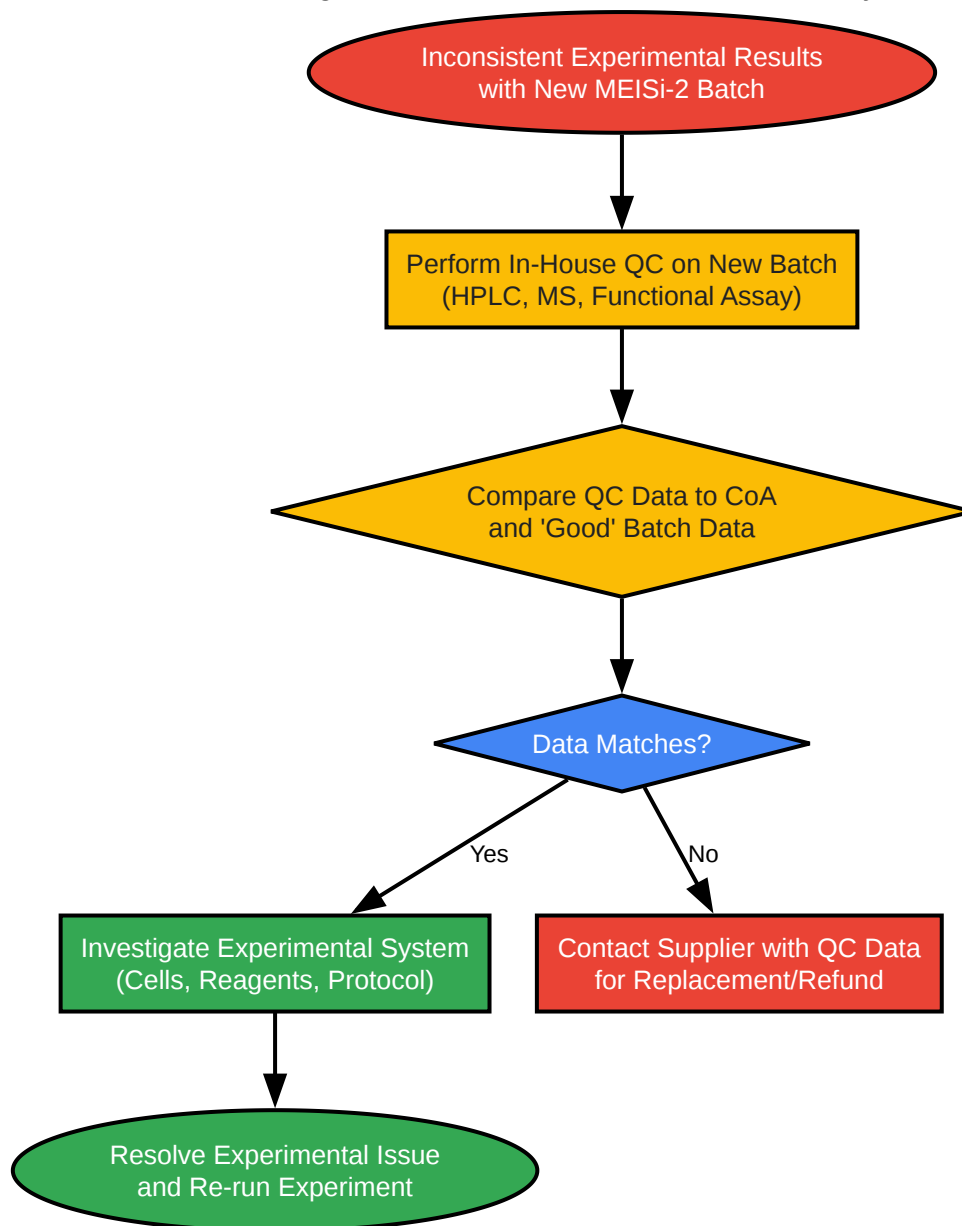 Inconsistent Experimental Results
with New MEISi-2 Batch
Perform In-House QC on New Batch
(HPLC, MS, Functional Assay)
Compare QC Data to CoA
and 'Good' Batch Data
Data Matches?
Yes
No
Investigate Experimental System
(Cells, Reagents, Protocol)
Contact Supplier with QC Data
for Replacement/Refund
Resolve Experimental Issue
and Re-run Experiment